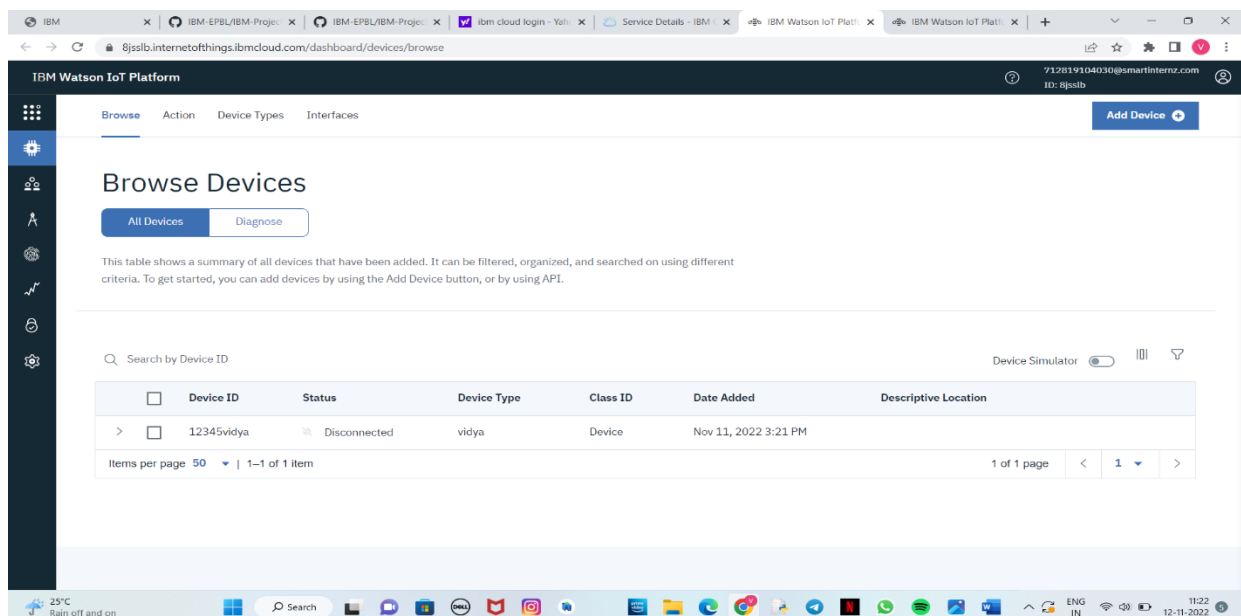 IBM
IBM-EPBL/IBM-Projec
IBM-EPBL/IBM-Projec
ibm cloud login - Yah
Service Details - IBM C
IBM Watson IoT Platf
IBM Watson IoT Platf
8jsslb.internetofthings.ibmcloud.com/dashboard/devices/browse
V
IBM Watson IoT Platform
712819104030@smartinternz.com
ID: 8jsslb
Browse Action Device Types Interfaces
Add Device
Browse Devices
All Devices Diagnose
This table shows a summary of all devices that have been added. It can be filtered, organized, and searched on using different
criteria. To get started, you can add devices by using the Add Device button, or by using API.
Search by Device ID
Device Simulator
Device ID Status Device Type Class ID Date Added Descriptive Location
12345vidya Disconnected vidya Device Nov 11, 2022 3:21 PM
Items per page 50 | 1–1 of 1 item
1 of 1 page
1
25°C
Rain off and on
Search
DELL
ENG
IN
11:22
12-11-2022
5